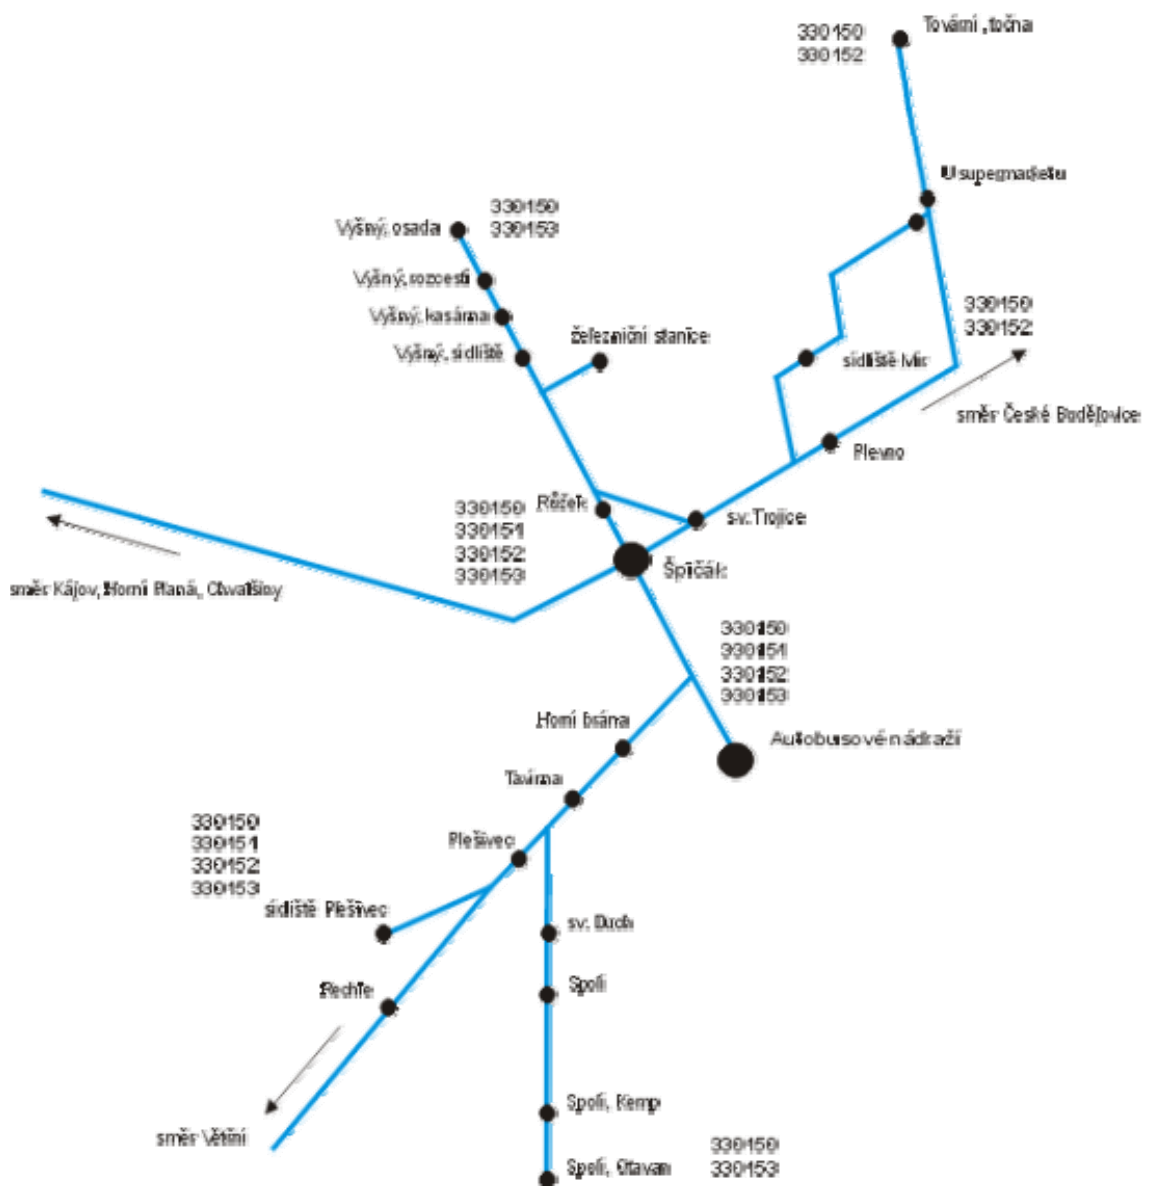 330150
330152
Tovární, točna
U supermarketu
330150
330153
Vyšný, osada
Vyšný, rozcestí
Vyšný, kasárna
Vyšný, sídliště
železniční stanice
330150
330152
sídliště Mír
směr České Budějovice
Plevno
330150
330151
330152
330153
sv. Trojice
Špičák
směr Kájov, Horní Planá, Chvalšiny
330150
330151
330152
330153
Horní brána
Autobusové nádraží
Tavírna
330150
330151
330152
330153
Plešivec
sídliště Plešivec
sv. Duch
Spolí
směr Větřní
Spolí, Kemp
330150
330153
Spolí,